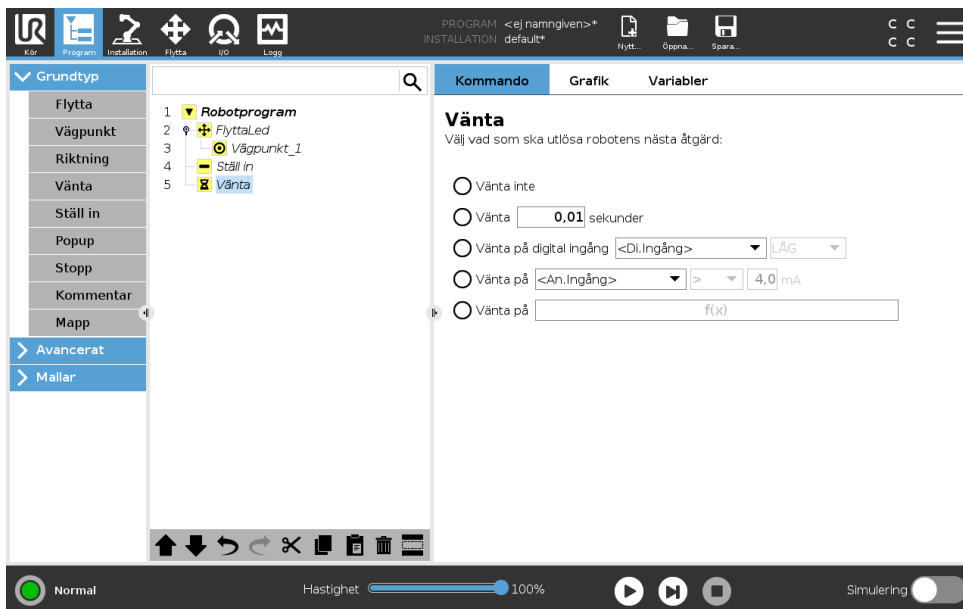 PROGRAM <ej namngiven>*
INSTALLATION default*
Kör Program Installation Flytta I/O Logg Nytt... Öppna... Spara...
C C
C C
Grundtyp
Flytta
Vägpunkt
Riktning
Vänta
Ställ in
Popup
Stopp
Kommentar
Mapp
Avancerat
Mallar
1 Robotprogram
2 FlyttaLed
3 Vägpunkt_1
4 Ställ in
5 Vänta
Kommando Grafik Variabler
Vänta
Välj vad som ska utlösa robotens nästa åtgärd:
Vänta inte
Vänta 0,01 sekunder
Vänta på digital ingång <Di.Ingång> LÅG
Vänta på <An.Ingång> > 4,0 mA
Vänta på f(x)
Normal Hastighet 100% Simulering